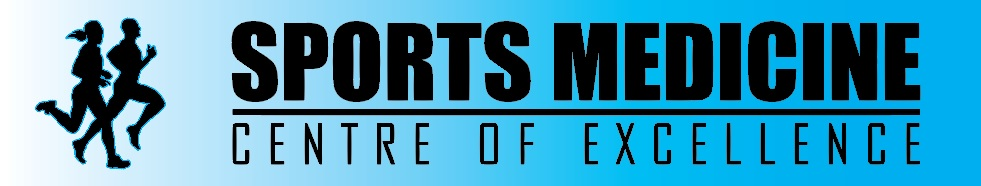 SPORTS MEDICINE
CENTRE OF EXCELLENCE